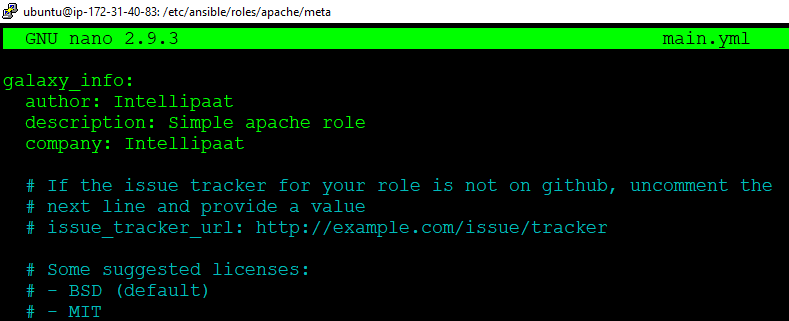 ubuntu@ip-172-31-40-83: /etc/ansible/roles/apache/meta
GNU nano 2.9.3 main.yml
galaxy_info:
author: Intellipaat
description: Simple apache role
company: Intellipaat
# If the issue tracker for your role is not on github, uncomment the
# next line and provide a value
# issue_tracker_url: http://example.com/issue/tracker
# Some suggested licenses:
# - BSD (default)
# - MIT